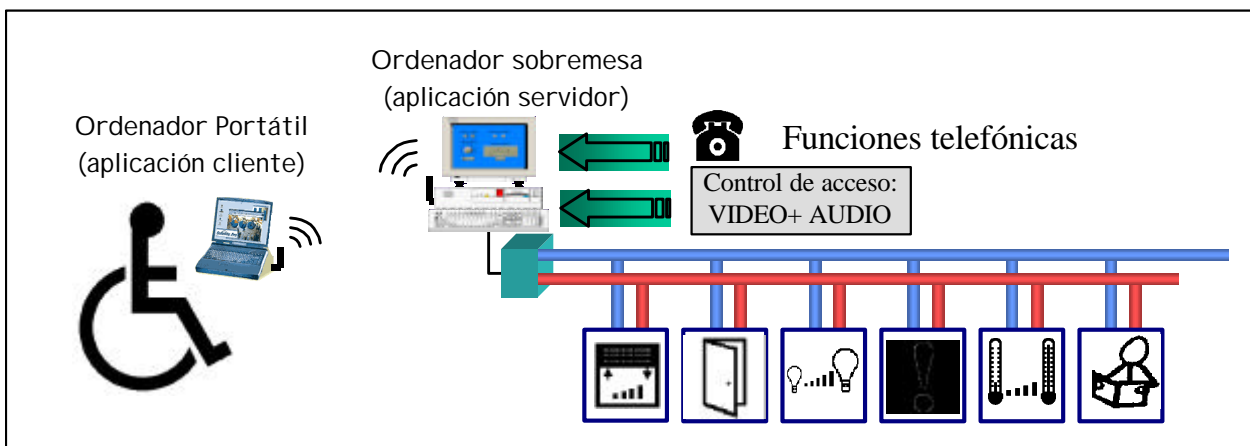 Ordenador sobremesa
(aplicación servidor)
Ordenador Portátil
(aplicación cliente)
Funciones telefónicas
Control de acceso:
VIDEO+ AUDIO